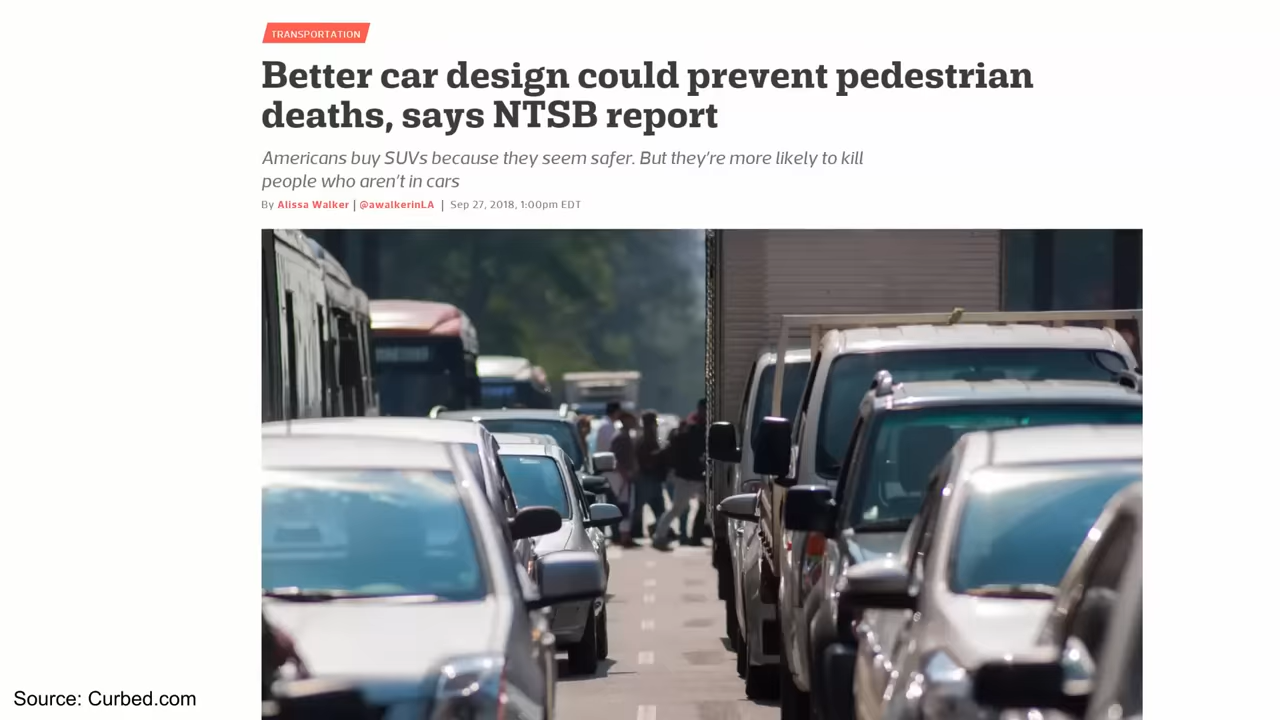 TRANSPORTATION
Better car design could prevent pedestrian
deaths, says NTSB report
Americans buy SUVs because they seem safer. But they’re more likely to kill
people who aren’t in cars
By Alissa Walker | @awalkerinLA | Sep 27, 2018, 1:00pm EDT
Source: Curbed.com